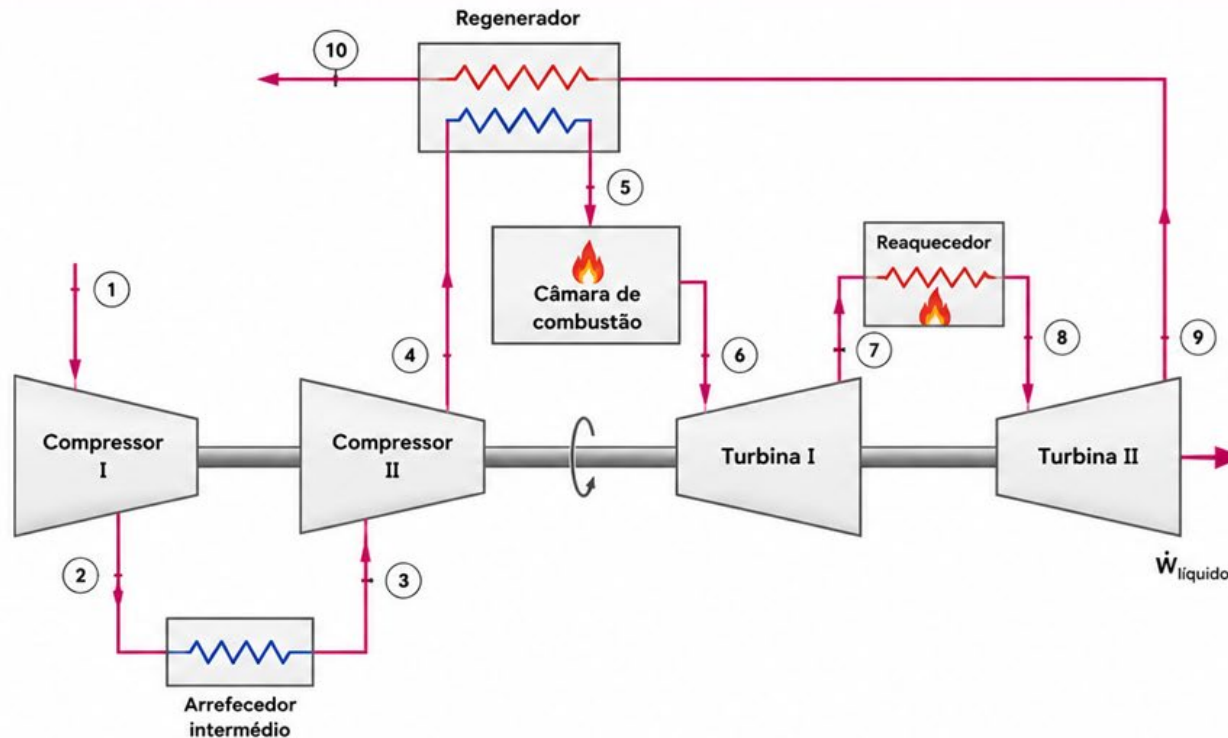 Regenerador
10
5
Reaquecedor
1
Câmara de
combustão
4
6
7
8
9
Compressor
I
Compressor
II
Turbina I
Turbina II
2
3
Ẇlíquido
Arrefecedor
intermédio